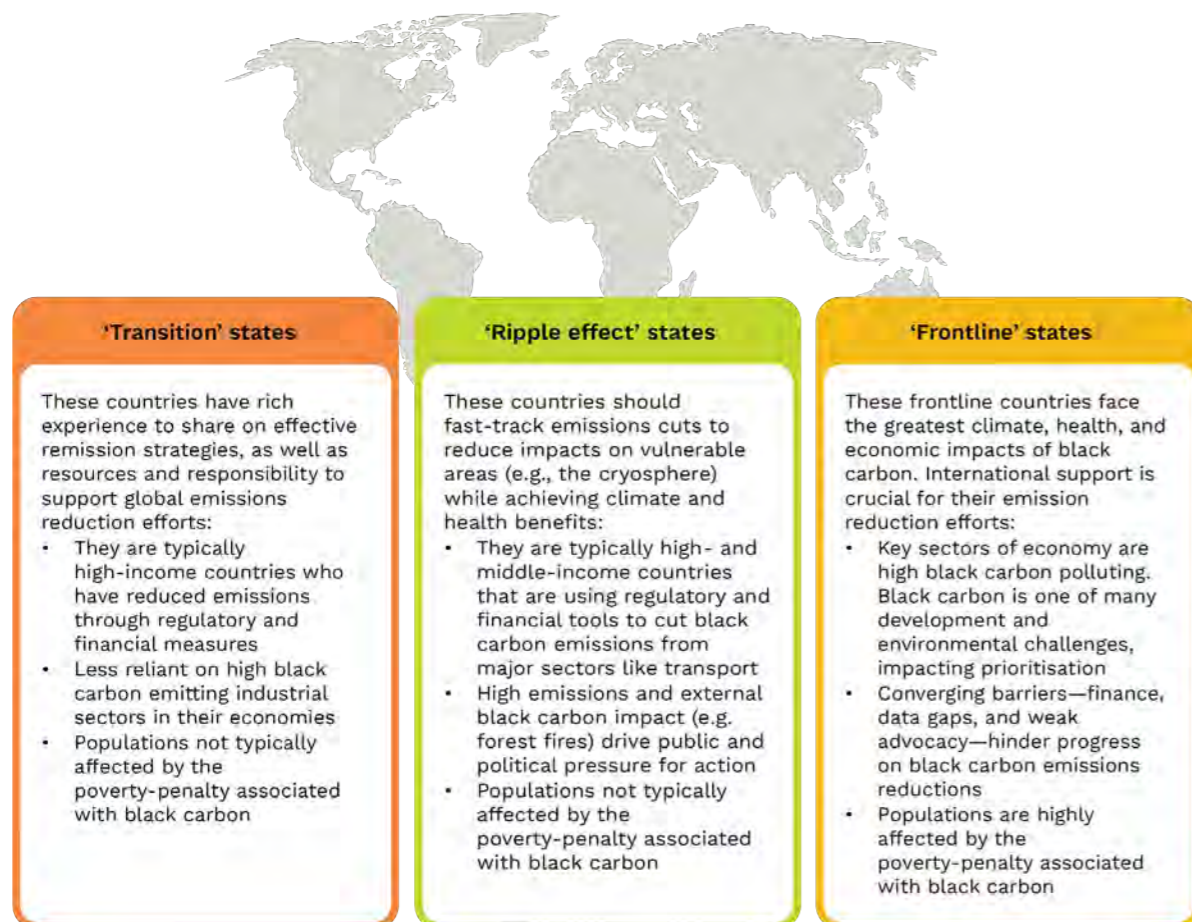 ‘Transition’ states
These countries have rich
experience to share on effective
remission strategies, as well as
resources and responsibility to
support global emissions
reduction efforts:
• They are typically
high-income countries who
have reduced emissions
through regulatory and
financial measures
• Less reliant on high black
carbon emitting industrial
sectors in their economies
• Populations not typically
affected by the
poverty-penalty associated
with black carbon
‘Ripple effect’ states
These countries should
fast-track emissions cuts to
reduce impacts on vulnerable
areas (e.g., the cryosphere)
while achieving climate and
health benefits:
• They are typically high- and
middle-income countries
that are using regulatory and
financial tools to cut black
carbon emissions from
major sectors like transport
• High emissions and external
black carbon impact (e.g.
forest fires) drive public and
political pressure for action
• Populations not typically
affected by the
poverty-penalty associated
with black carbon
‘Frontline’ states
These frontline countries face
the greatest climate, health, and
economic impacts of black
carbon. International support is
crucial for their emission
reduction efforts:
• Key sectors of economy are
high black carbon polluting.
Black carbon is one of many
development and
environmental challenges,
impacting prioritisation
• Converging barriers—finance,
data gaps, and weak
advocacy—hinder progress
on black carbon emissions
reductions
• Populations are highly
affected by the
poverty-penalty associated
with black carbon